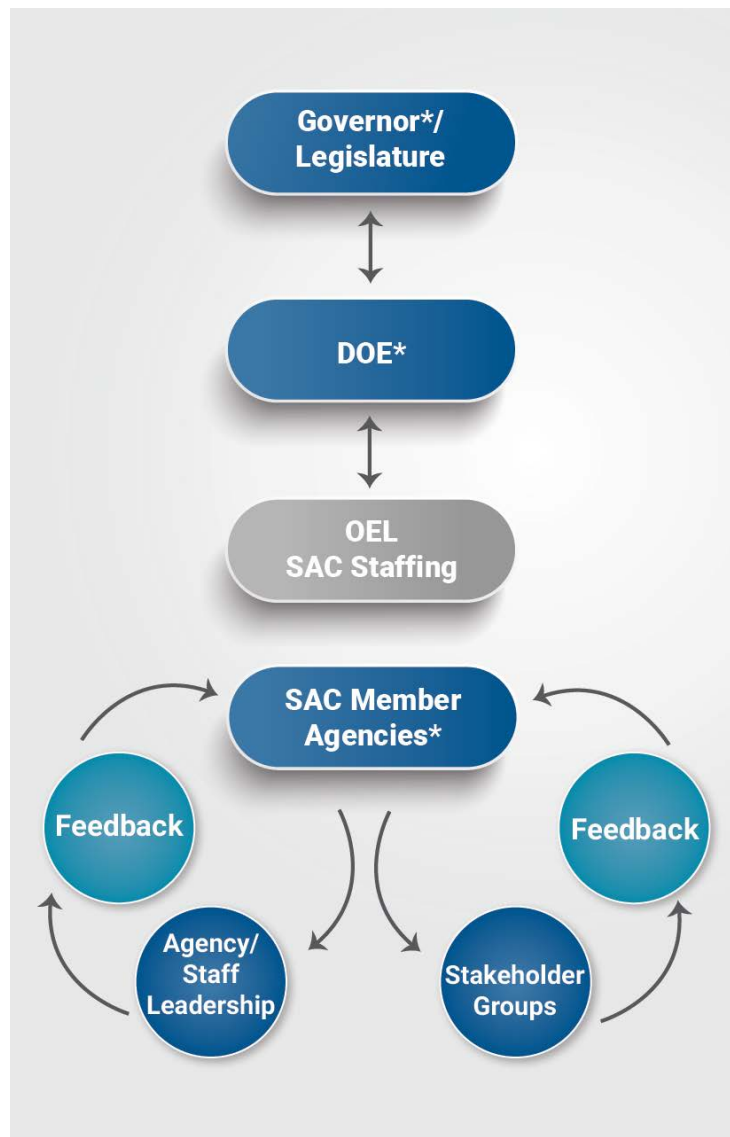 Governor*/
Legislature
DOE*
OEL
SAC Staffing
SAC Member
Agencies*
Feedback
Feedback
Agency/
Staff
Leadership
Stakeholder
Groups